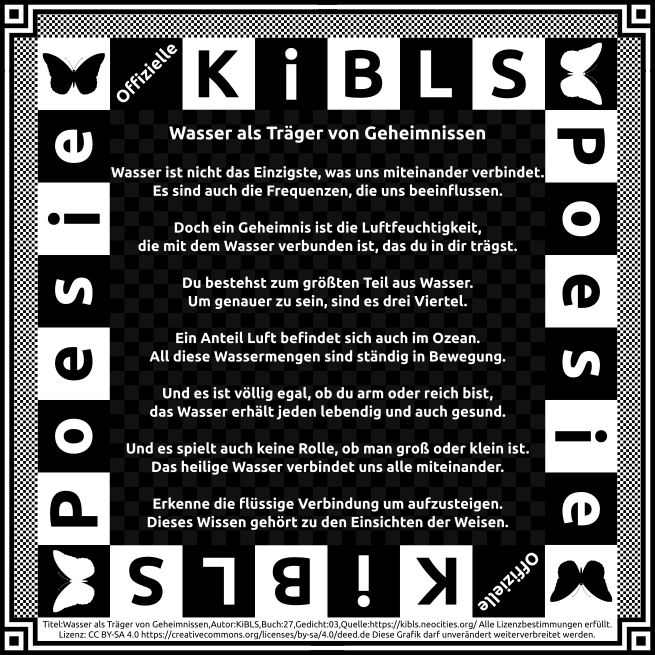 Offizielle
KiBLS
Poesie
Poesie
Wasser als Träger von Geheimnissen
Wasser ist nicht das Einzigste, was uns miteinander verbindet.
Es sind auch die Frequenzen, die uns beeinflussen.
Doch ein Geheimnis ist die Luftfeuchtigkeit,
die mit dem Wasser verbunden ist, das du in dir trägst.
Du bestehst zum größten Teil aus Wasser.
Um genauer zu sein, sind es drei Viertel.
Ein Anteil Luft befindet sich auch im Ozean.
All diese Wassermengen sind ständig in Bewegung.
Und es ist völlig egal, ob du arm oder reich bist,
das Wasser erhält jeden lebendig und auch gesund.
Und es spielt auch keine Rolle, ob man groß oder klein ist.
Das heilige Wasser verbindet uns alle miteinander.
Erkenne die flüssige Verbindung um aufzusteigen.
Dieses Wissen gehört zu den Einsichten der Weisen.
Offizielle
KiBLS
Titel:Wasser als Träger von Geheimnissen,Autor:KiBLS,Buch:27,Gedicht:03,Quelle:https://kibls.neocities.org/ Alle Lizenzbestimmungen erfüllt.
Lizenz: CC BY-SA 4.0 https://creativecommons.org/licenses/by-sa/4.0/deed.de Diese Grafik darf unverändert weiterverbreitet werden.